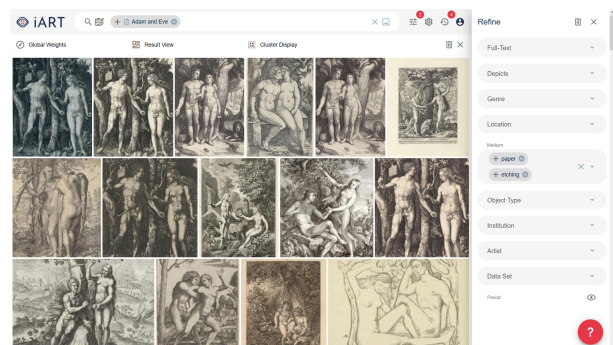 iART
Adam and Eve
Global Weights
Result View
Cluster Display
Refine
Full-Text
Depicts
Genre
Location
Medium
paper
etching
Object Type
Institution
Artist
Data Set
Period
?